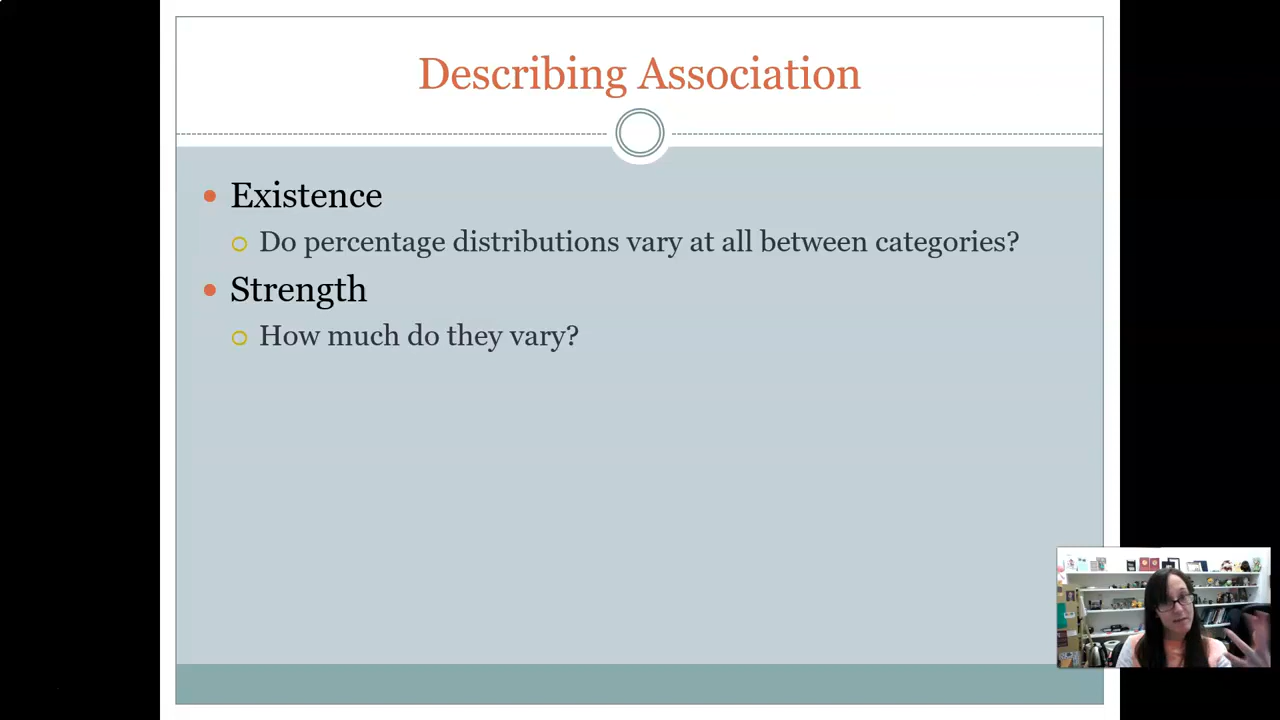 Describing Association
Existence
Do percentage distributions vary at all between categories?
Strength
How much do they vary?